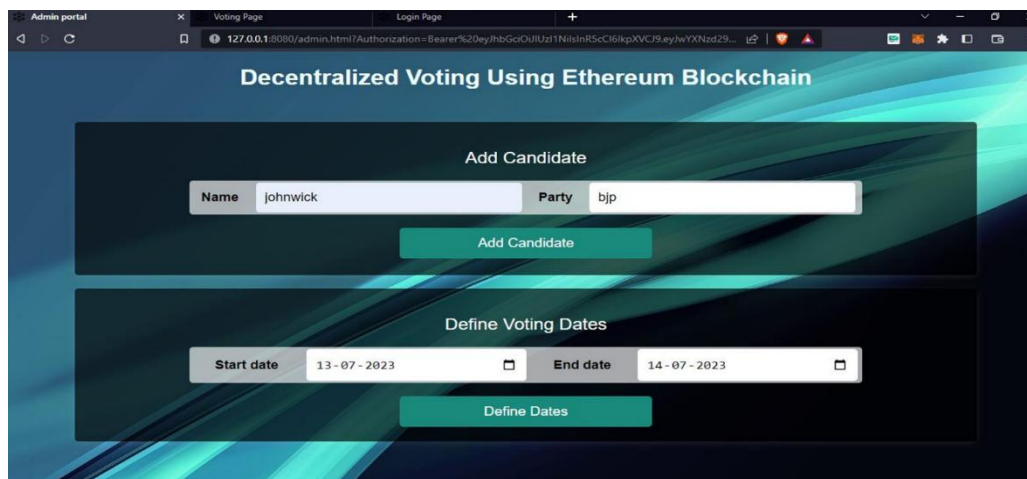 Admin portal Voting Page Login Page
127.0.0.1:8080/admin.html?Authorization=Bearer%20eyJhbGciOiJIUzI1NiIsInR5cCI6IkpXVCJ9.eyJwYXNzd29...
Decentralized Voting Using Ethereum Blockchain
Add Candidate
Name johnwick Party bjp
Add Candidate
Define Voting Dates
Start date 13-07-2023 End date 14-07-2023
Define Dates